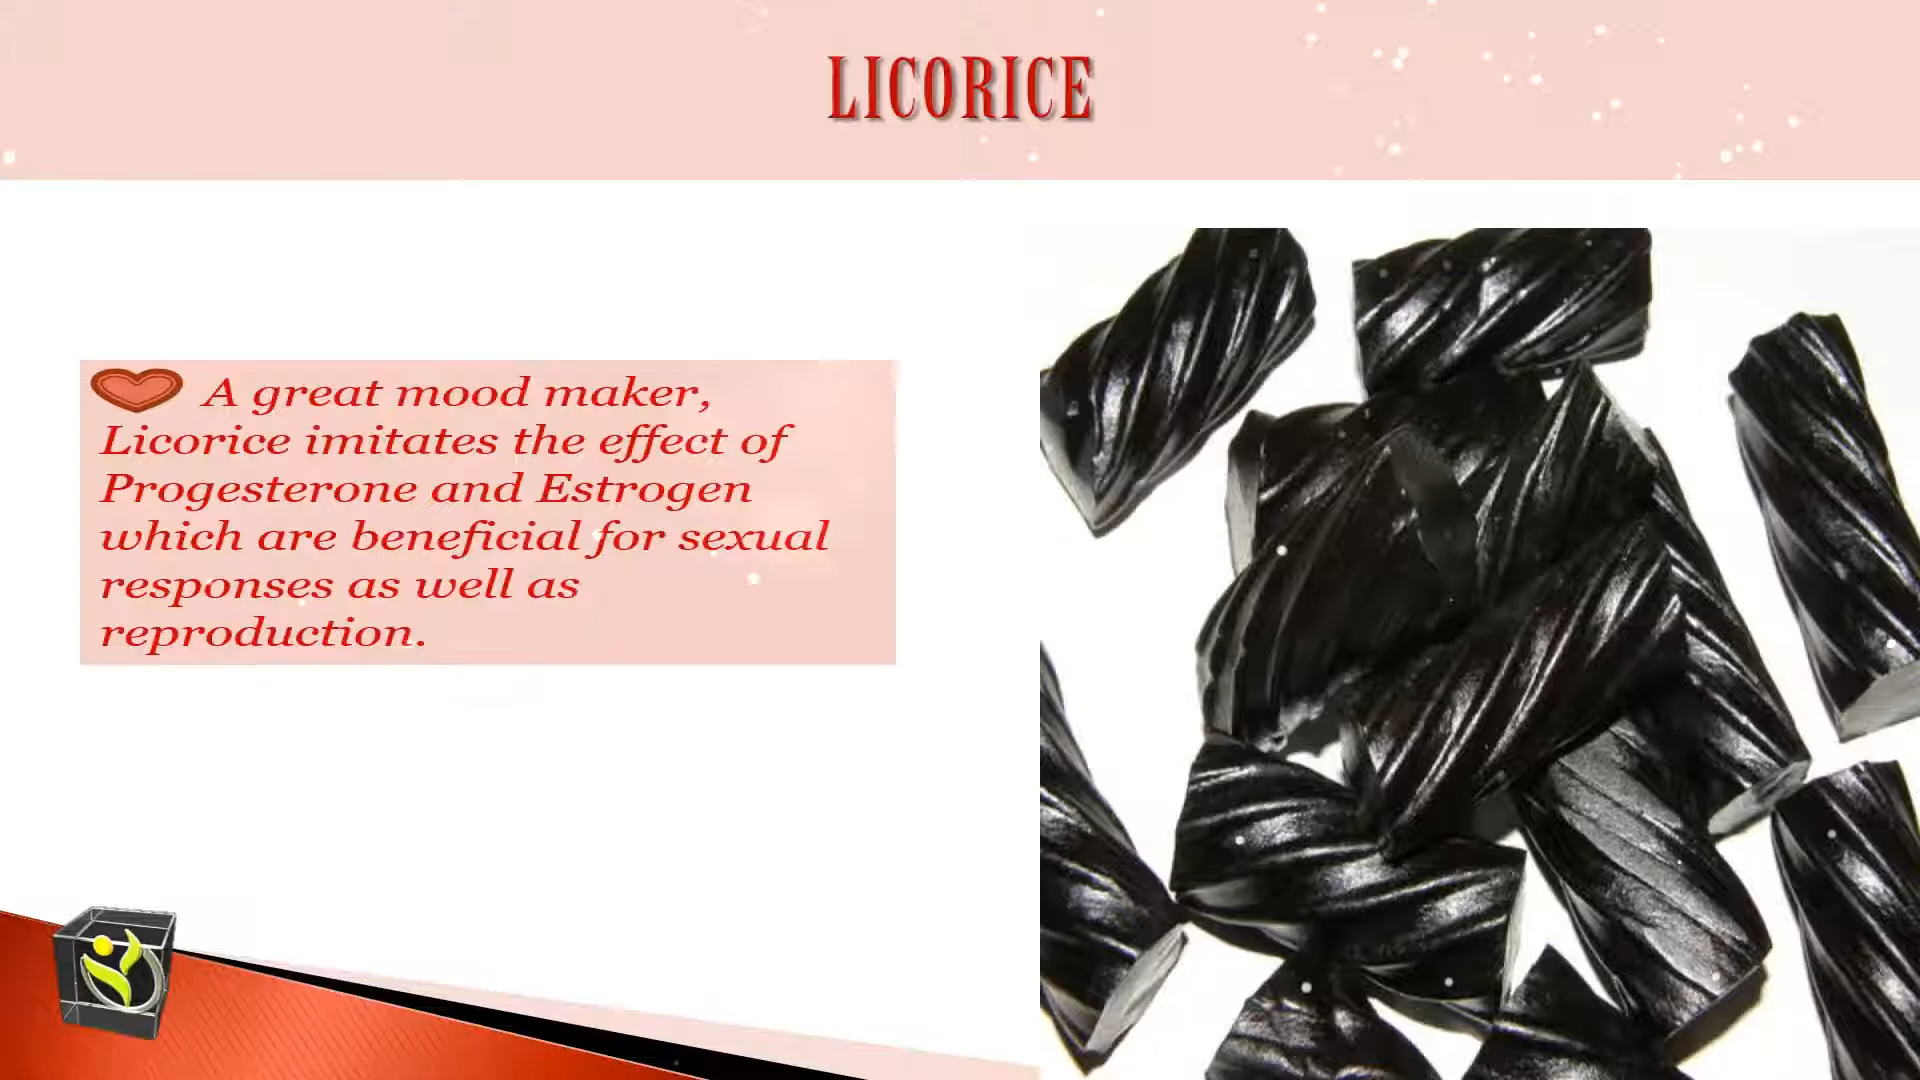 LICORICE
A great mood maker,
Licorice imitates the effect of
Progesterone and Estrogen
which are beneficial for sexual
responses as well as
reproduction.